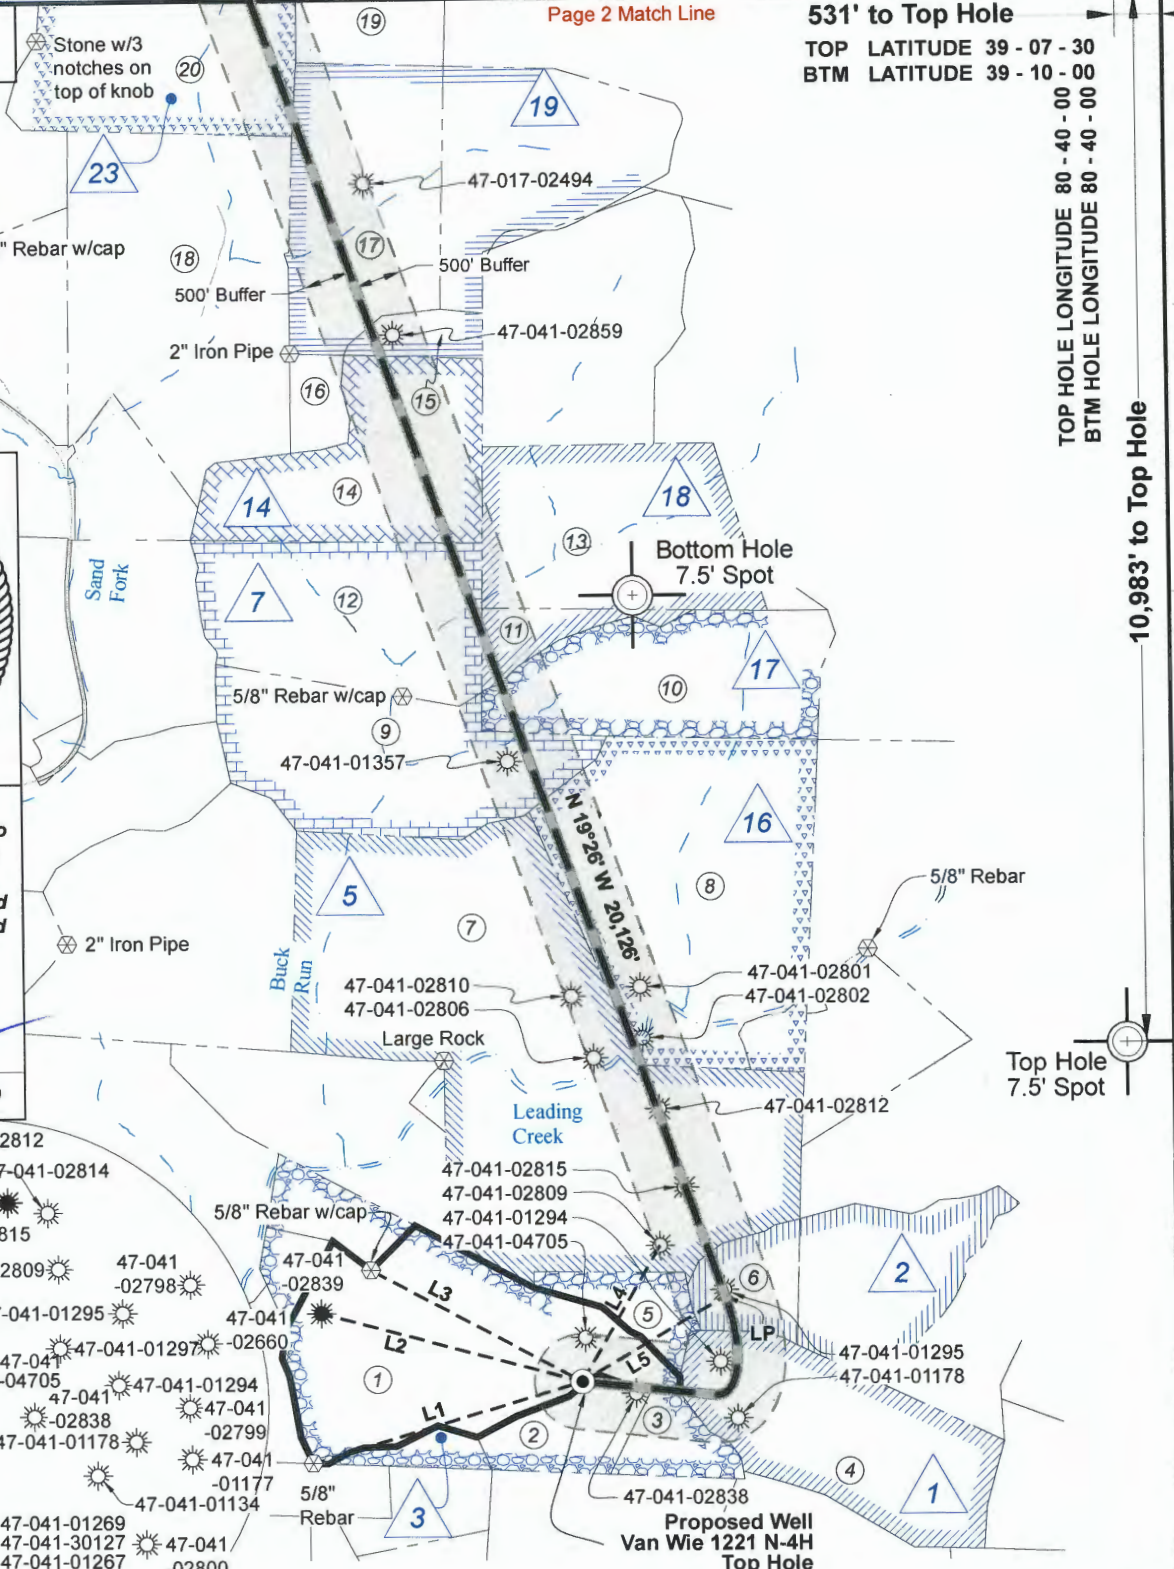 Page 2 Match Line
531' to Top Hole
TOP LATITUDE 39 - 07 - 30
BTM LATITUDE 39 - 10 - 00
TOP HOLE LONGITUDE 80 - 40 - 00
BTM HOLE LONGITUDE 80 - 40 - 00
10,983' to Top Hole
Stone w/3
notches on
top of knob
20
19
19
23
47-017-02494
" Rebar w/cap
18
17
500' Buffer
500' Buffer
47-041-02859
2" Iron Pipe
16
15
14
14
18
13
Bottom Hole
7.5' Spot
Sand
Fork
7
12
11
17
10
5/8" Rebar w/cap
9
47-041-01357
N 19°26' W 20,126'
16
5
8
5/8" Rebar
7
2" Iron Pipe
Buck
Run
47-041-02801
47-041-02810
47-041-02802
47-041-02806
Large Rock
Top Hole
7.5' Spot
47-041-02812
Leading
Creek
2812
7-041-02814
47-041-02815
47-041-02809
815
5/8" Rebar w/cap
47-041-01294
47-041-04705
2809
47-041
-02798
47-041
-02839
L3
L4
5
6
2
-041-01295
47-041
-02660
L2
L5
LP
47-041-01297
47-041-01295
47-041-01178
47-041
-04705
47-041-01294
1
47-041
-02838
47-041
-02799
L1
2
3
47-041-01178
4
47-041
-01177
1
47-041-01134
5/8"
Rebar
3
47-041-02838
Proposed Well
Van Wie 1221 N-4H
Top Hole
47-041-01269
47-041-30127
47-041-01267
47-041